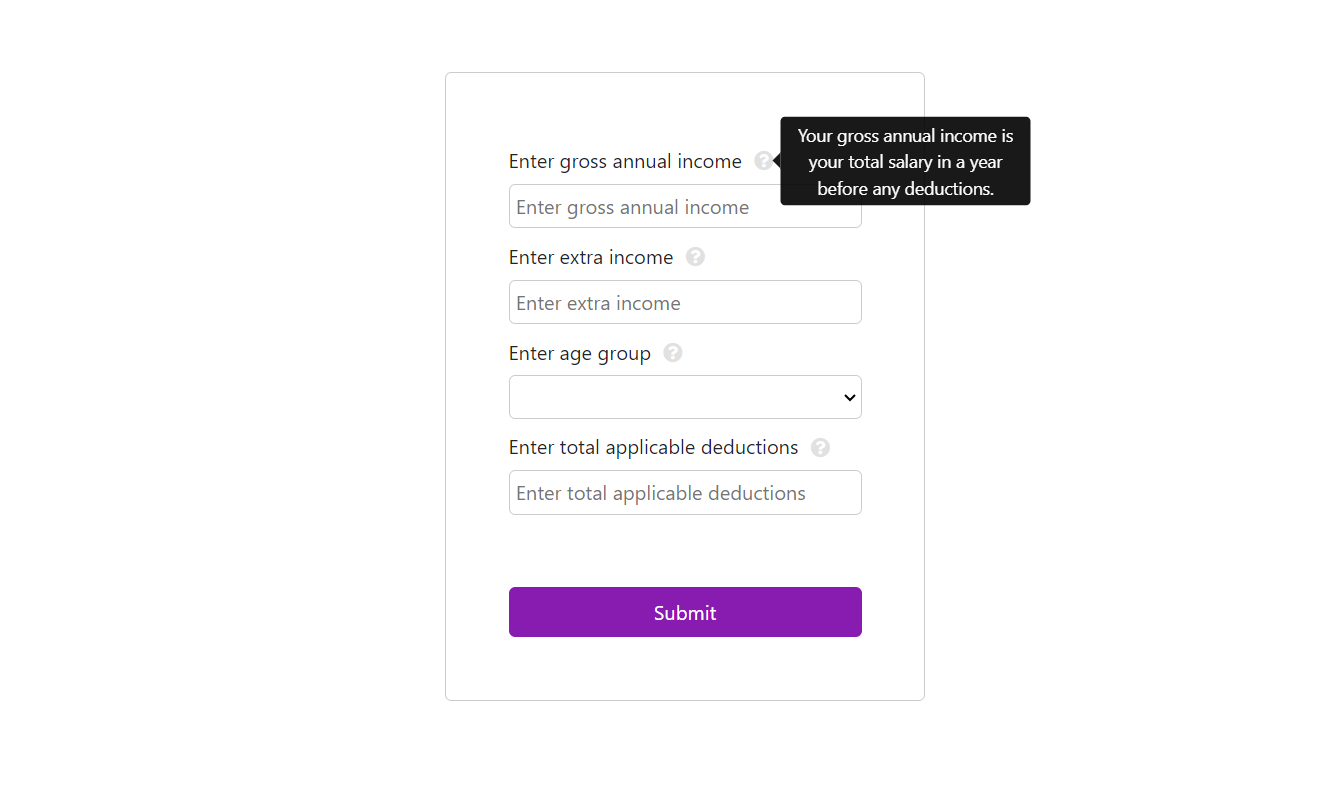 Enter gross annual income ?
Your gross annual income is
your total salary in a year
before any deductions.
Enter gross annual income
Enter extra income ?
Enter extra income
Enter age group ?
Enter total applicable deductions ?
Enter total applicable deductions
Submit